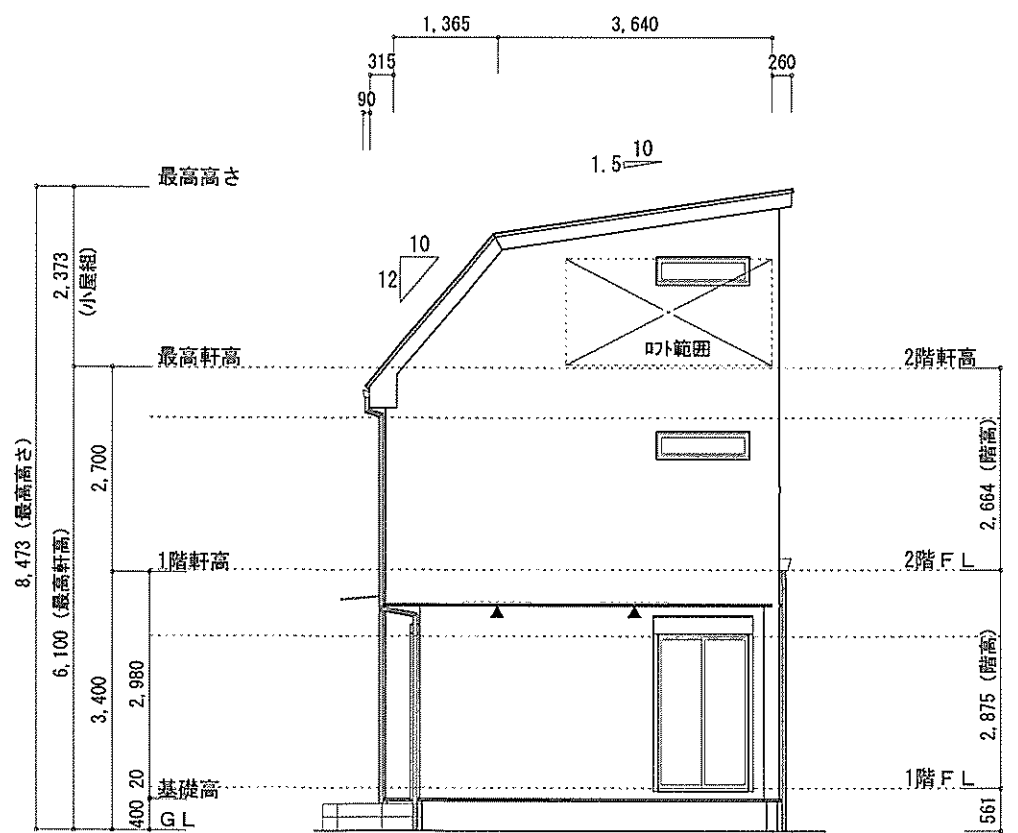 1,365
3,640
315
260
90
10
1.5
最高高さ
10
12
2,373
(小屋組)
ロフト範囲
最高軒高
2階軒高
2,700
2,664 (階高)
8,473 (最高高さ)
6,100 (最高軒高)
1階軒高
2階FL
3,400
2,980
2,875 (階高)
20
基礎高
1階FL
400
GL
561